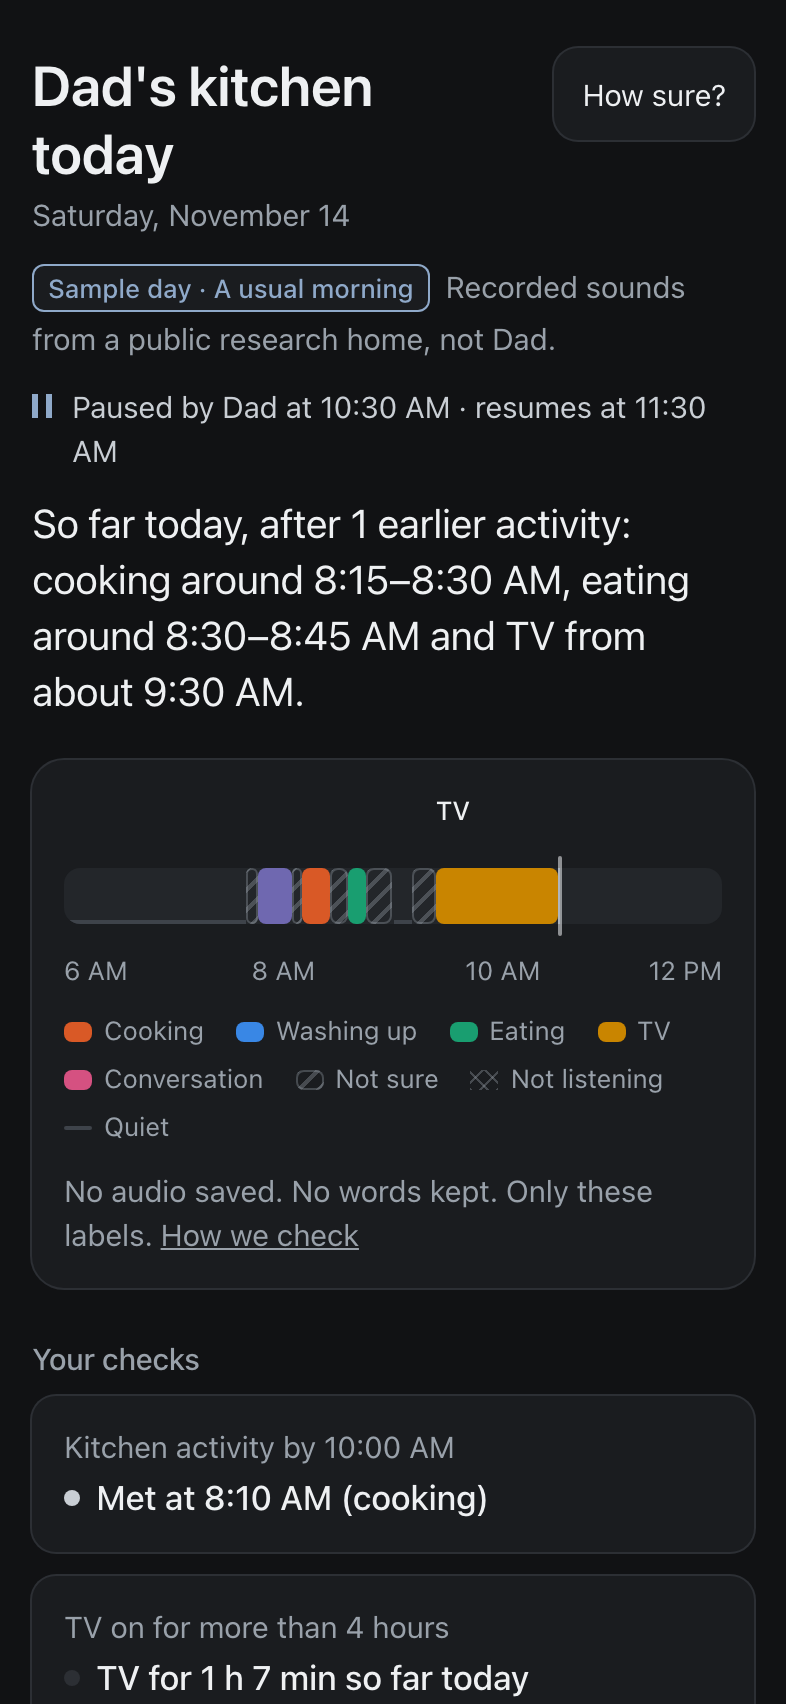 Dad's kitchen
today
How sure?
Saturday, November 14
Sample day · A usual morning Recorded sounds
from a public research home, not Dad.
Paused by Dad at 10:30 AM · resumes at 11:30
AM
So far today, after 1 earlier activity:
cooking around 8:15–8:30 AM, eating
around 8:30–8:45 AM and TV from
about 9:30 AM.
TV
6 AM 8 AM 10 AM 12 PM
Cooking Washing up Eating TV
Conversation Not sure Not listening
Quiet
No audio saved. No words kept. Only these
labels. How we check
Your checks
Kitchen activity by 10:00 AM
Met at 8:10 AM (cooking)
TV on for more than 4 hours
TV for 1 h 7 min so far today